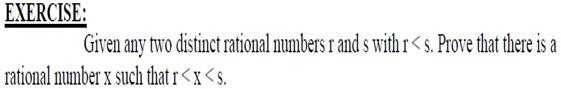 EXERCISE:
Given any two distinct rational numbers r and s with r < s. Prove that there is a
rational number x such that r < x < s.